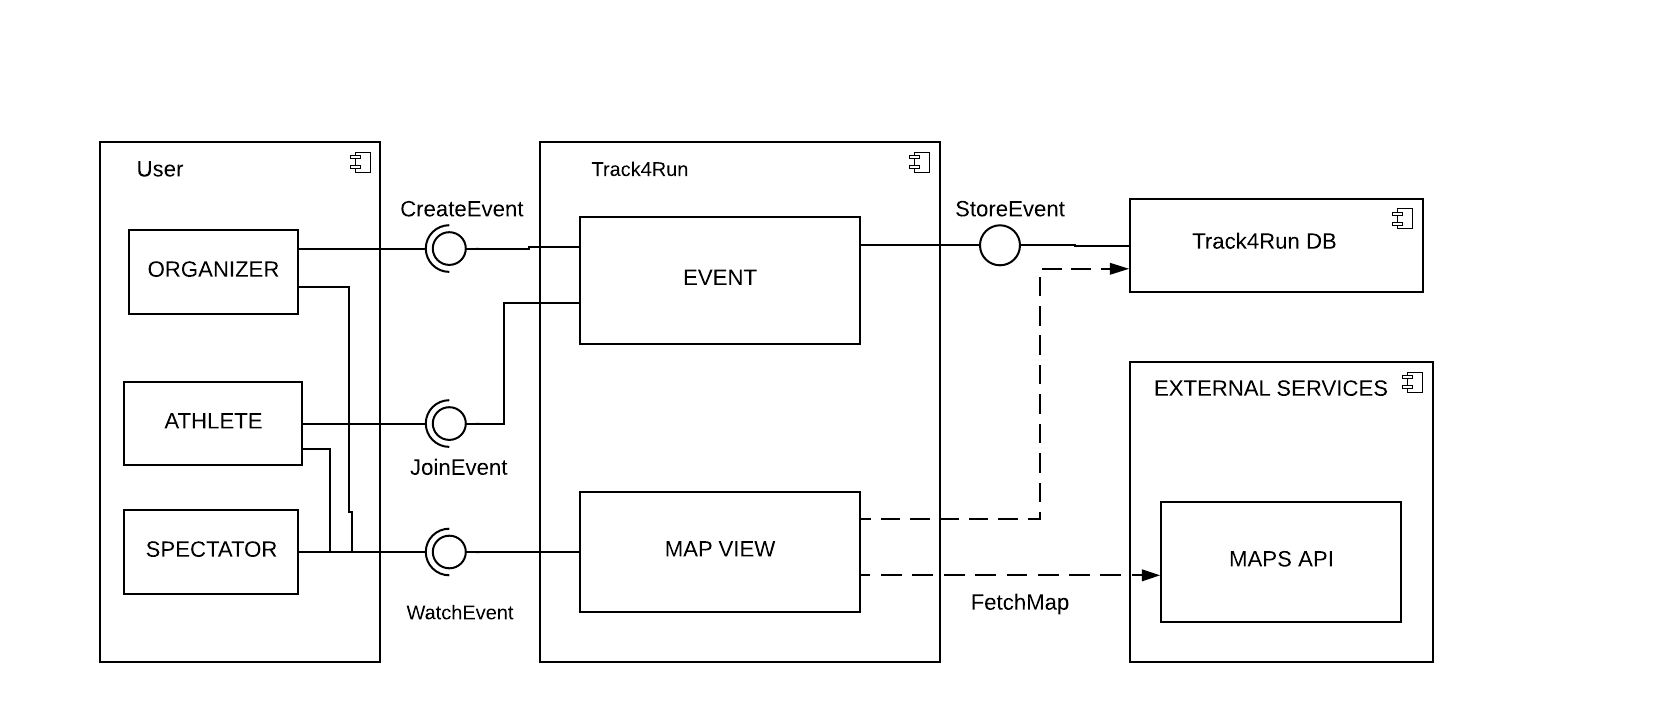 User
Track4Run
CreateEvent
StoreEvent
Track4Run DB
ORGANIZER
EVENT
EXTERNAL SERVICES
ATHLETE
JoinEvent
SPECTATOR
MAP VIEW
MAPS API
WatchEvent
FetchMap